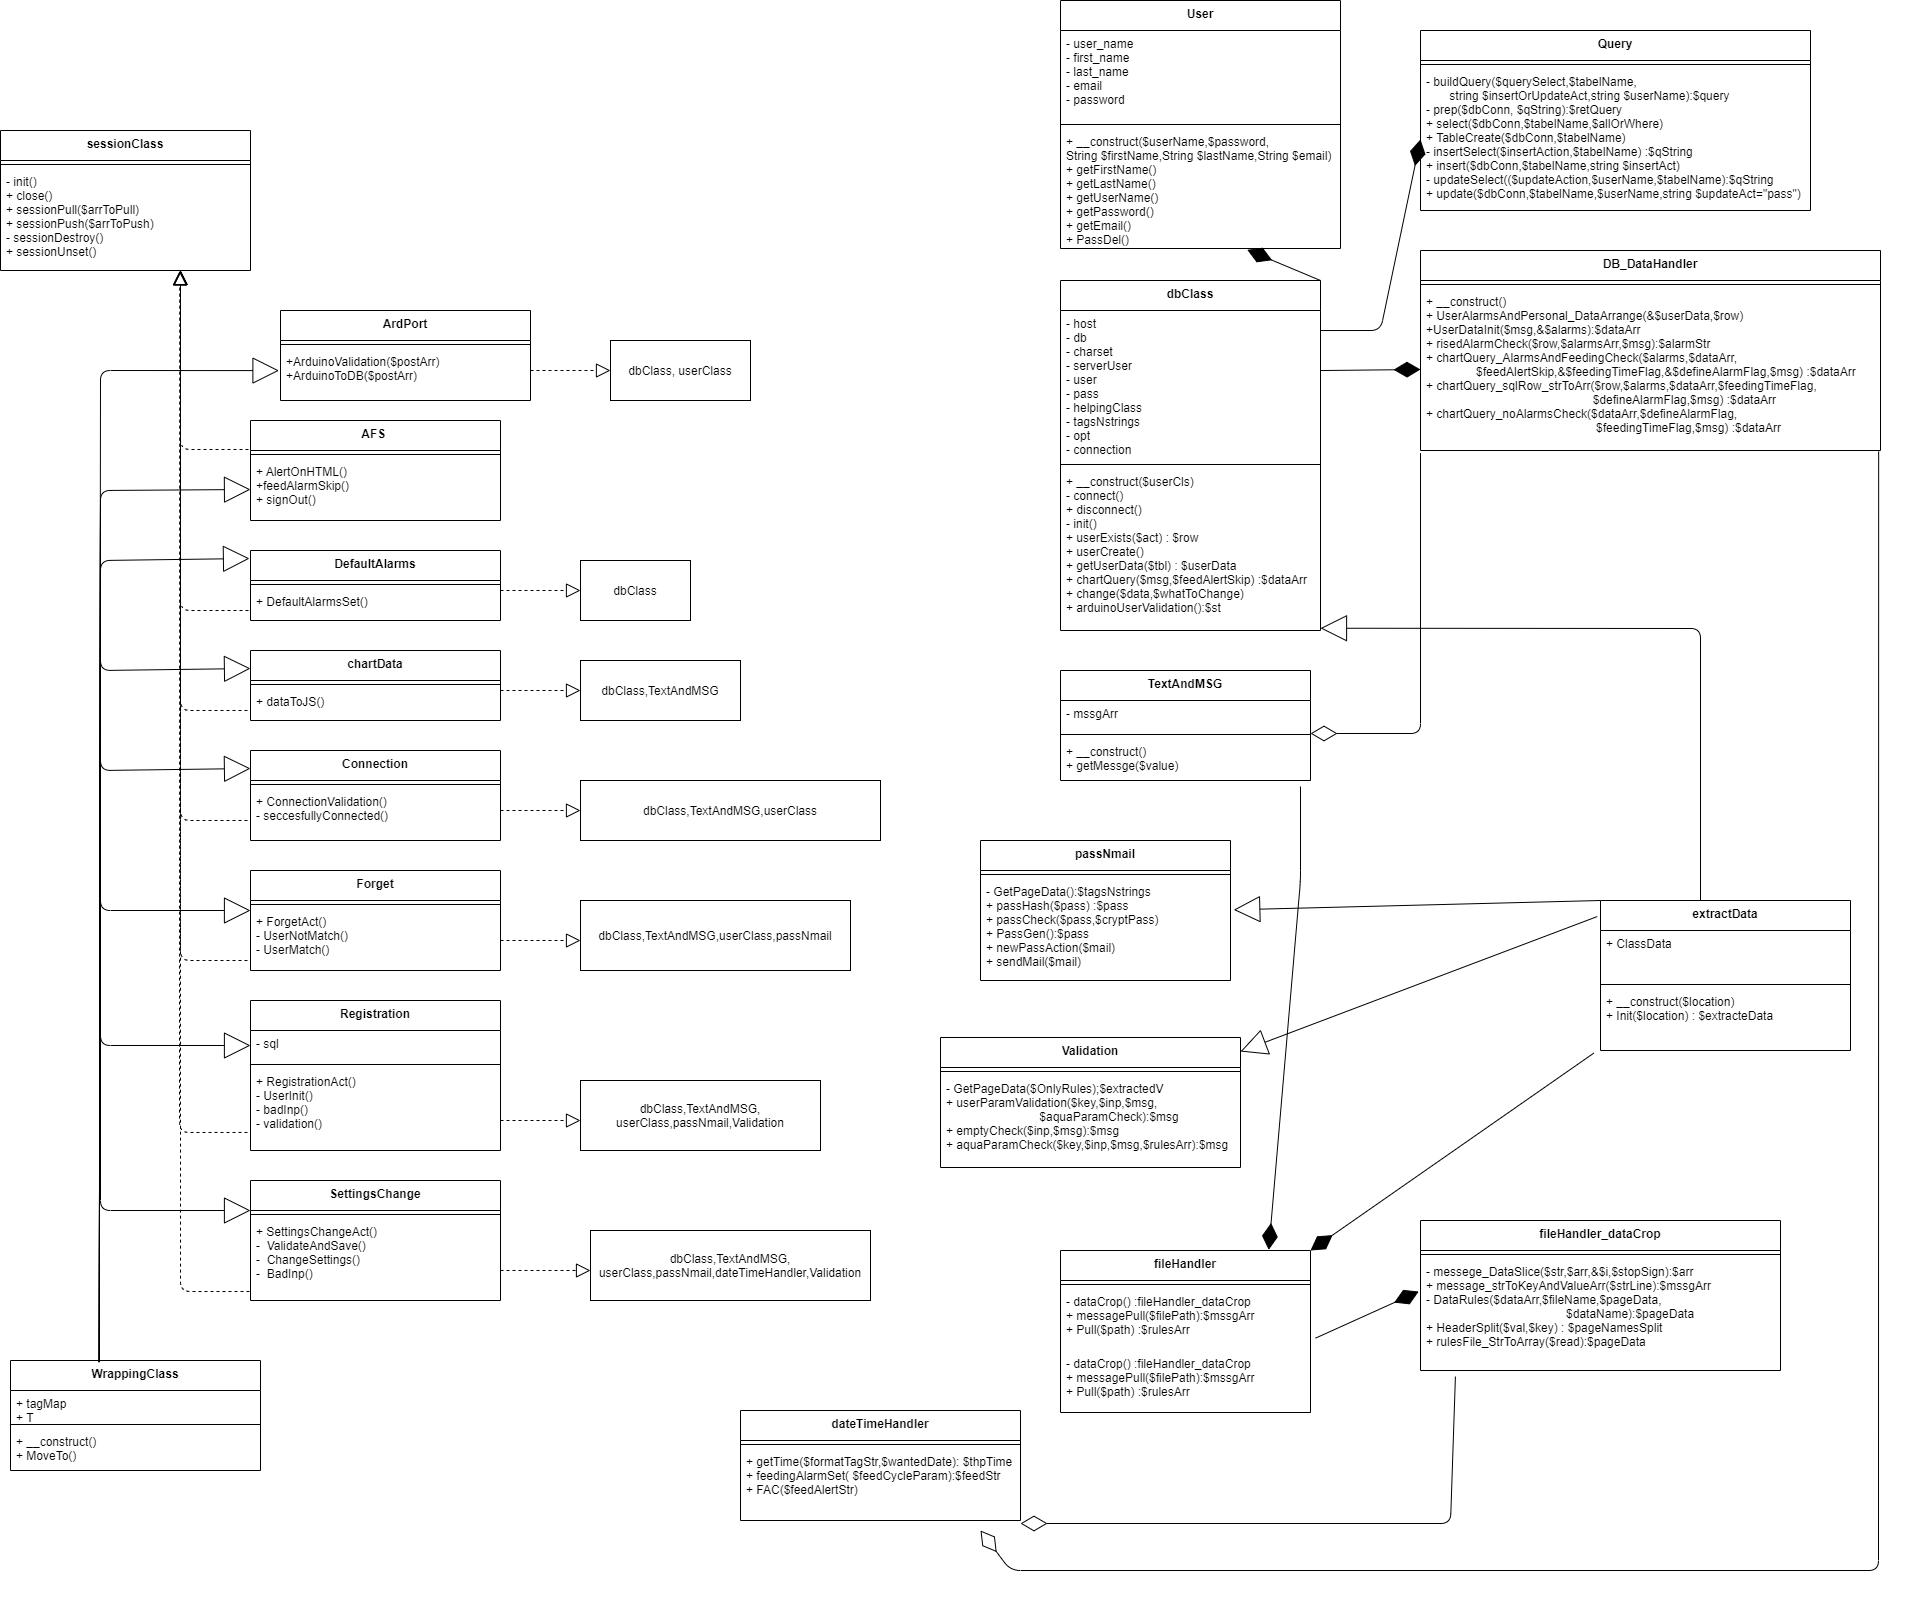 User
- user_name
- first_name
- last_name
- email
- password
+ __construct($userName,$password,
String $firstName,String $lastName,String $email)
+ getFirstName()
+ getLastName()
+ getUserName()
+ getPassword()
+ getEmail()
+ PassDel()
Query
- buildQuery($querySelect,$tabelName,
string $insertOrUpdateAct,string $userName):$query
- prep($dbConn, $qString):$retQuery
+ select($dbConn,$tabelName,$allOrWhere)
+ TableCreate($dbConn,$tabelName)
- insertSelect($insertAction,$tabelName) :$qString
+ insert($dbConn,$tabelName,string $insertAct)
- updateSelect(($updateAction,$userName,$tabelName):$qString
+ update($dbConn,$tabelName,$userName,string $updateAct="pass")
sessionClass
- init()
+ close()
+ sessionPull($arrToPull)
+ sessionPush($arrToPush)
- sessionDestroy()
+ sessionUnset()
DB_DataHandler
+ __construct()
+ UserAlarmsAndPersonal_DataArrange(&$userData,$row)
+UserDataInit($msg,&$alarms):$dataArr
+ risedAlarmCheck($row,$alarmsArr,$msg):$alarmStr
+ chartQuery_AlarmsAndFeedingCheck($alarms,$dataArr,
$feedAlertSkip,&$feedingTimeFlag,&$defineAlarmFlag,$msg) :$dataArr
+ chartQuery_sqlRow_strToArr($row,$alarms,$dataArr,$feedingTimeFlag,
$defineAlarmFlag,$msg) :$dataArr
+ chartQuery_noAlarmsCheck($dataArr,$defineAlarmFlag,
$feedingTimeFlag,$msg) :$dataArr
dbClass
- host
- db
- charset
- serverUser
- user
- pass
- helpingClass
- tagsNstrings
- opt
- connection
+ __construct($userCls)
- connect()
+ disconnect()
- init()
+ userExists($act) : $row
+ userCreate()
+ getUserData($tbl) : $userData
+ chartQuery($msg,$feedAlertSkip) :$dataArr
+ change($data,$whatToChange)
+ arduinoUserValidation():$st
ArdPort
+ArduinoValidation($postArr)
+ArduinoToDB($postArr)
dbClass, userClass
AFS
+ AlertOnHTML()
+feedAlarmSkip()
+ signOut()
DefaultAlarms
+ DefaultAlarmsSet()
dbClass
chartData
+ dataToJS()
dbClass,TextAndMSG
TextAndMSG
- mssgArr
+ __construct()
+ getMessge($value)
Connection
+ ConnectionValidation()
- seccesfullyConnected()
dbClass,TextAndMSG,userClass
passNmail
- GetPageData():$tagsNstrings
+ passHash($pass) :$pass
+ passCheck($pass,$cryptPass)
+ PassGen():$pass
+ newPassAction($mail)
+ sendMail($mail)
Forget
+ ForgetAct()
- UserNotMatch()
- UserMatch()
dbClass,TextAndMSG,userClass,passNmail
extractData
+ ClassData
+ __construct($location)
+ Init($location) : $extracteData
Registration
- sql
+ RegistrationAct()
- UserInit()
- badInp()
- validation()
dbClass,TextAndMSG,
userClass,passNmail,Validation
Validation
- GetPageData($OnlyRules);$extractedV
+ userParamValidation($key,$inp,$msg,
$aquaParamCheck):$msg
+ emptyCheck($inp,$msg):$msg
+ aquaParamCheck($key,$inp,$msg,$rulesArr):$msg
SettingsChange
+ SettingsChangeAct()
- ValidateAndSave()
- ChangeSettings()
- BadInp()
dbClass,TextAndMSG,
userClass,passNmail,dateTimeHandler,Validation
fileHandler
- dataCrop() :fileHandler_dataCrop
+ messagePull($filePath):$mssgArr
+ Pull($path) :$rulesArr
- dataCrop() :fileHandler_dataCrop
+ messagePull($filePath):$mssgArr
+ Pull($path) :$rulesArr
fileHandler_dataCrop
- messege_DataSlice($str,$arr,&$i,$stopSign):$arr
+ message_strToKeyAndValueArr($strLine):$mssgArr
- DataRules($dataArr,$fileName,$pageData,
$dataName):$pageData
+ HeaderSplit($val,$key) : $pageNamesSplit
+ rulesFile_StrToArray($read):$pageData
WrappingClass
+ tagMap
+ T
+ __construct()
+ MoveTo()
dateTimeHandler
+ getTime($formatTagStr,$wantedDate): $thpTime
+ feedingAlarmSet( $feedCycleParam):$feedStr
+ FAC($feedAlertStr)